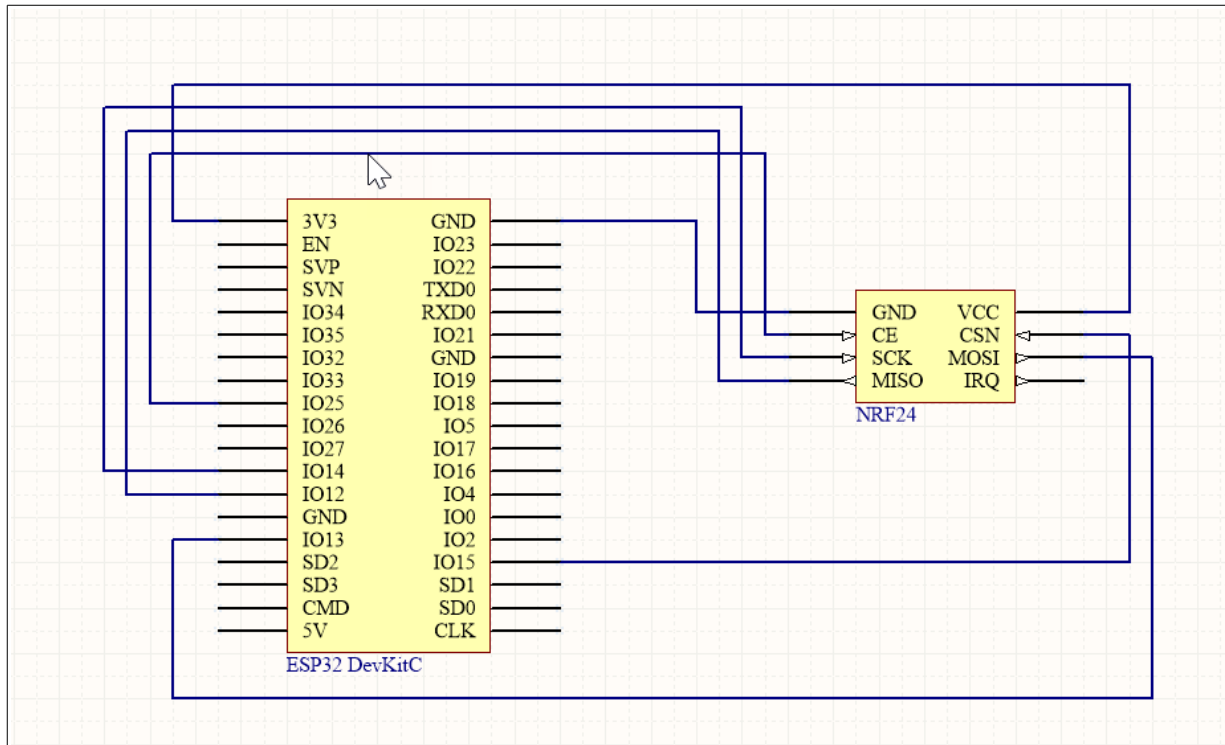 3V3 GND
EN IO23
SVP IO22
SVN TXD0
IO34 RXD0
IO35 IO21
IO32 GND
IO33 IO19
IO25 IO18
IO26 IO5
IO27 IO17
IO14 IO16
IO12 IO4
GND IO0
IO13 IO2
SD2 IO15
SD3 SD1
CMD SD0
5V CLK
ESP32 DevKitC
GND VCC
CE CSN
SCK MOSI
MISO IRQ
NRF24